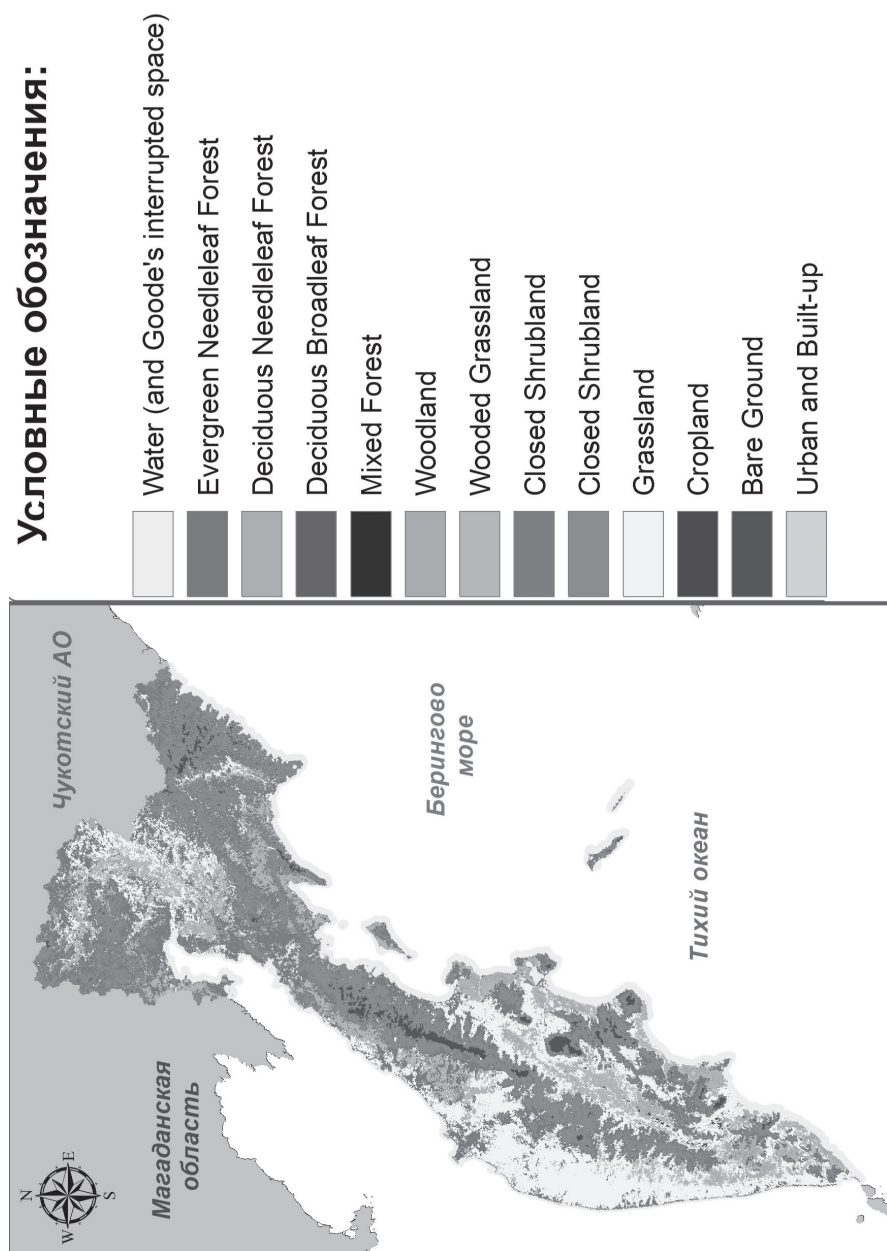 Условные обозначения:
Water (and Goode's interrupted space)
Evergreen Needleleaf Forest
Deciduous Needleleaf Forest
Deciduous Broadleaf Forest
Mixed Forest
Woodland
Wooded Grassland
Closed Shrubland
Closed Shrubland
Grassland
Cropland
Bare Ground
Urban and Built-up
N
W
E
S
Чукотский АО
Магаданская
область
Берингово
море
Тихий океан